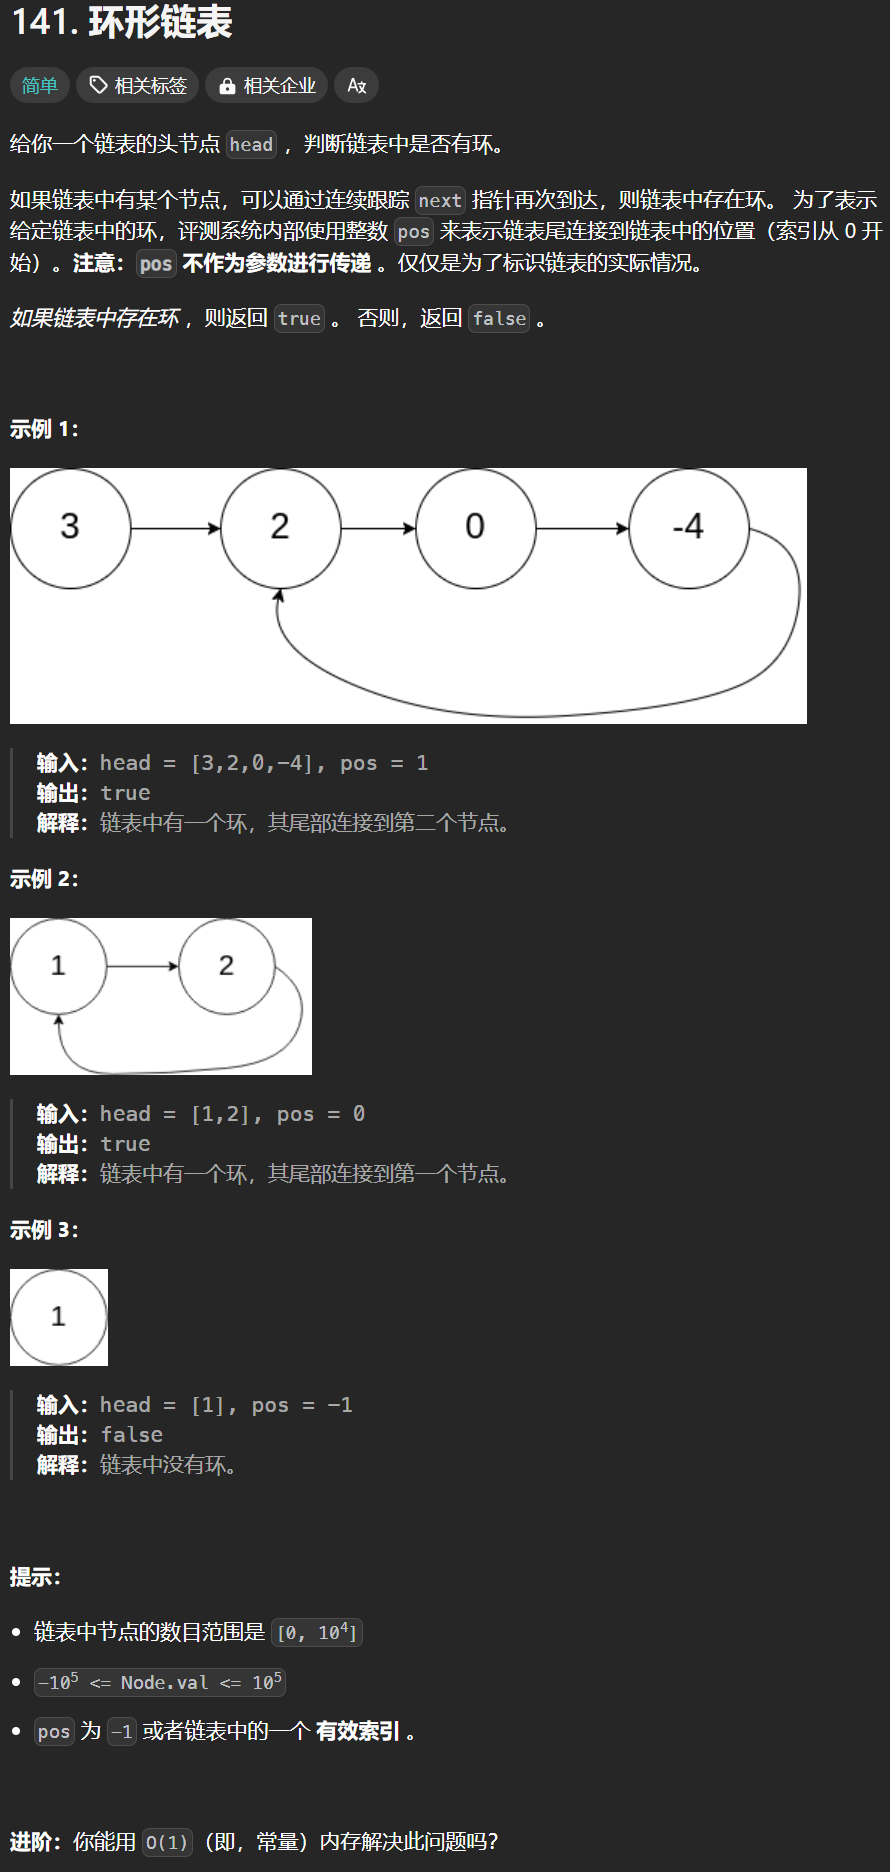 141. 环形链表
简单 相关标签 相关企业 Ax
给你一个链表的头节点 head ，判断链表中是否有环。
如果链表中有某个节点，可以通过连续跟踪 next 指针再次到达，则链表中存在环。 为了表示
给定链表中的环，评测系统内部使用整数 pos 来表示链表尾连接到链表中的位置（索引从 0 开
始）。注意：pos 不作为参数进行传递 。仅仅是为了标识链表的实际情况。
如果链表中存在环 ，则返回 true 。 否则，返回 false 。
示例 1：
3 2 0 -4
输入：head = [3,2,0,-4], pos = 1
输出：true
解释：链表中有一个环，其尾部连接到第二个节点。
示例 2：
1 2
输入：head = [1,2], pos = 0
输出：true
解释：链表中有一个环，其尾部连接到第一个节点。
示例 3：
1
输入：head = [1], pos = -1
输出：false
解释：链表中没有环。
提示：
• 链表中节点的数目范围是 [0, 10⁴]
• -10⁵ <= Node.val <= 10⁵
• pos 为 -1 或者链表中的一个 有效索引 。
进阶：你能用 O(1)（即，常量）内存解决此问题吗？